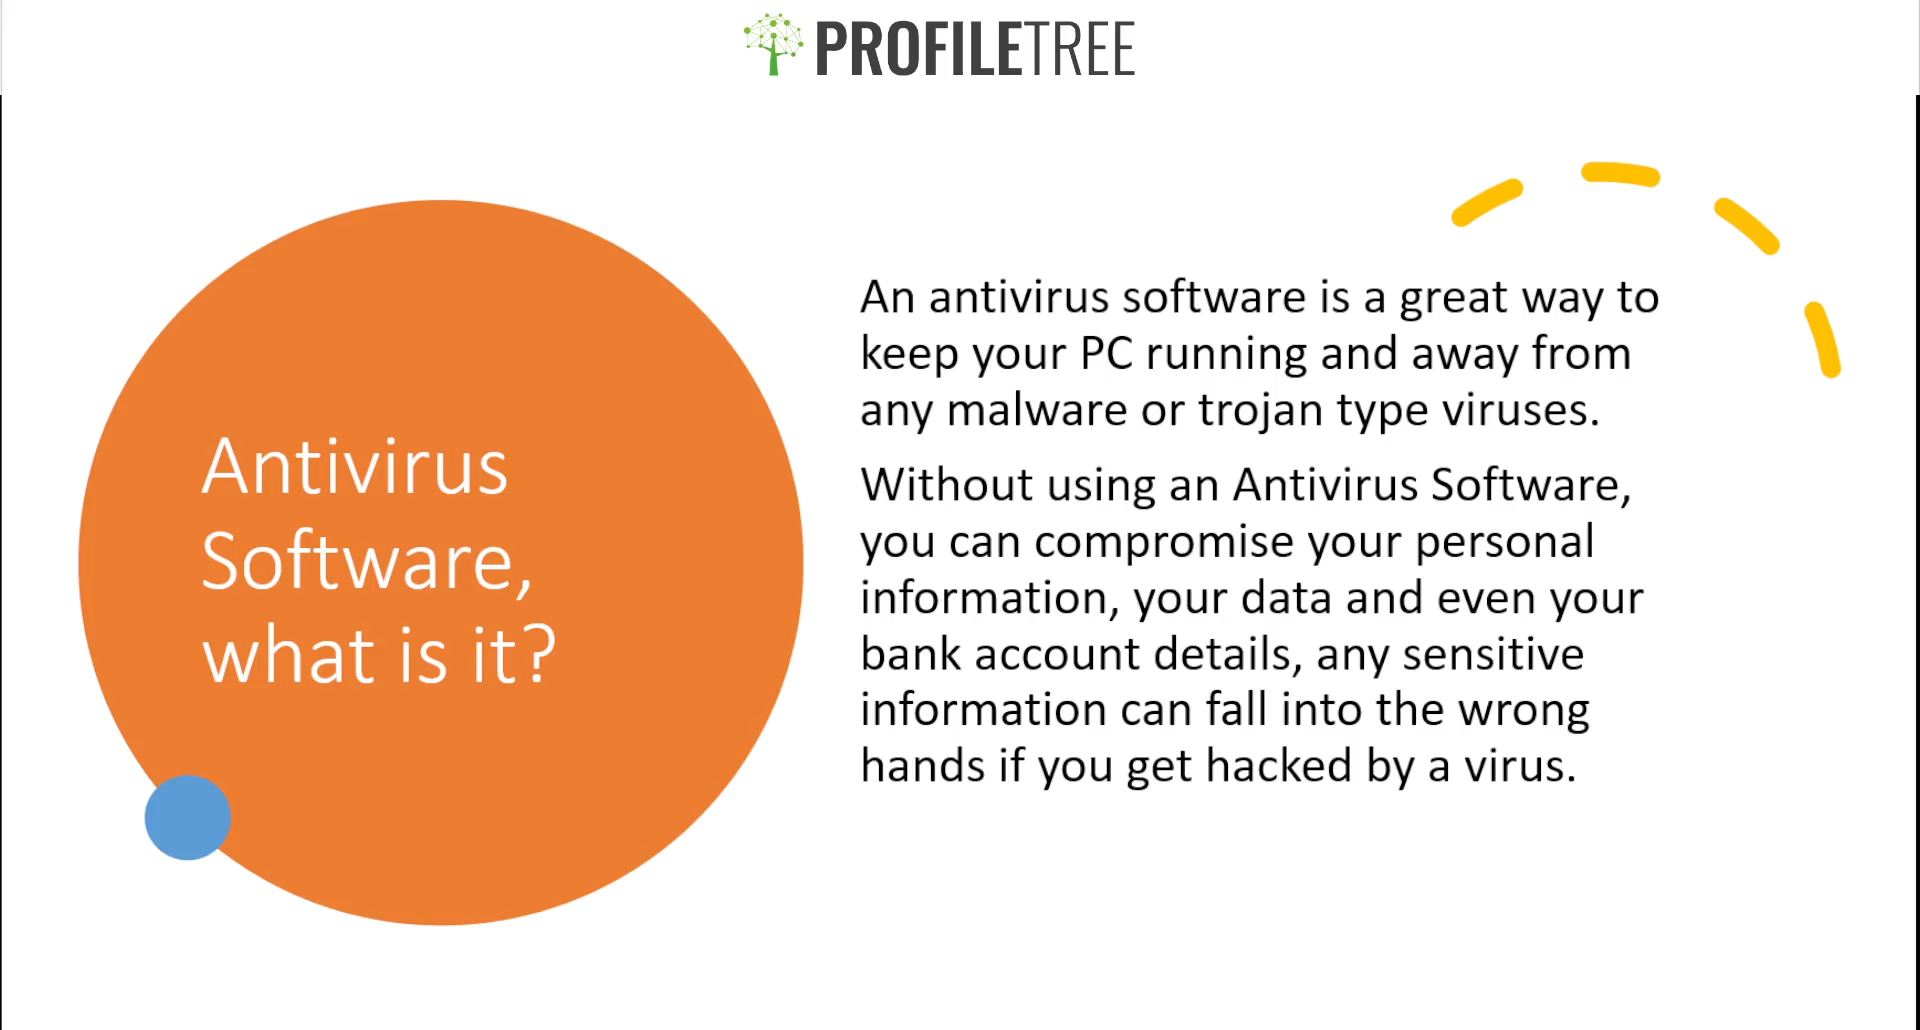 PROFILETREE
Antivirus
Software,
what is it?
An antivirus software is a great way to
keep your PC running and away from
any malware or trojan type viruses.
Without using an Antivirus Software,
you can compromise your personal
information, your data and even your
bank account details, any sensitive
information can fall into the wrong
hands if you get hacked by a virus.